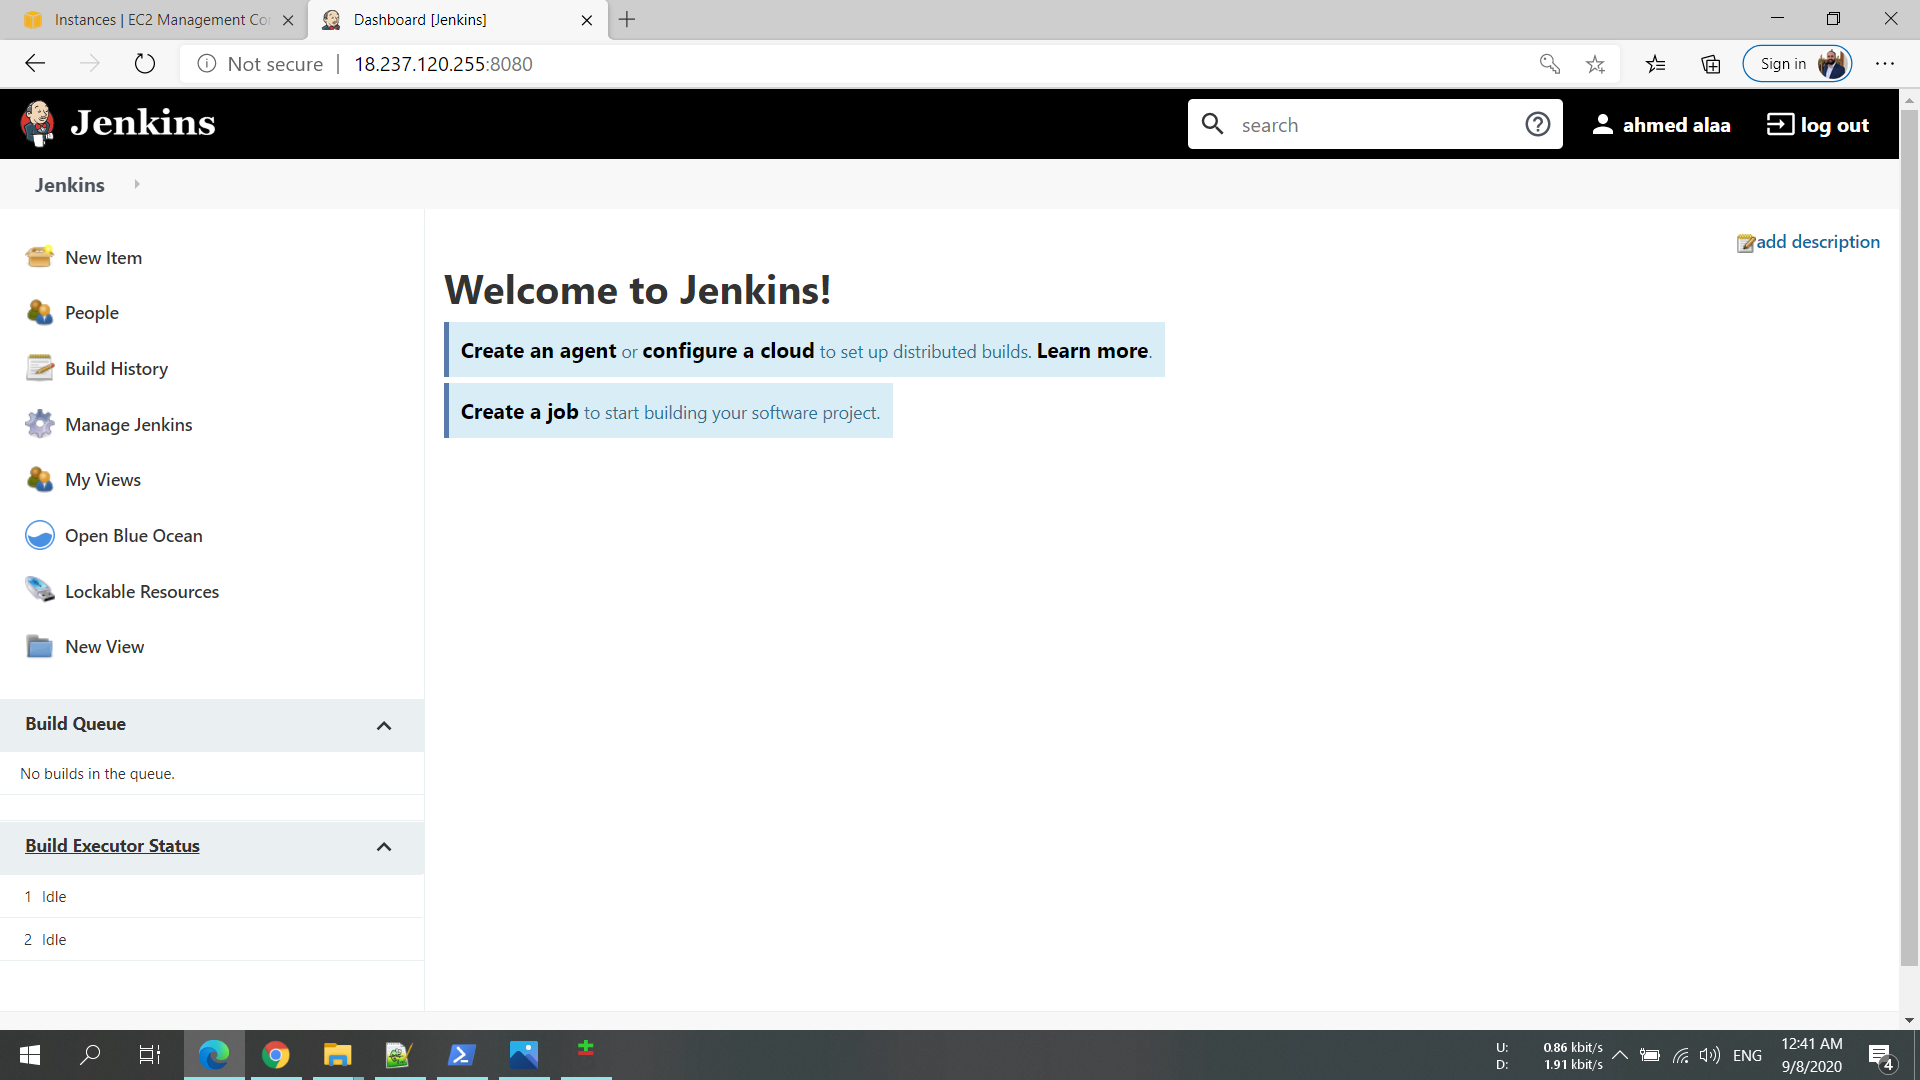 Instances | EC2 Management Co
Dashboard [Jenkins]
Not secure | 18.237.120.255:8080
Sign in
Jenkins
search
ahmed alaa
log out
Jenkins
add description
New Item
People
Build History
Manage Jenkins
My Views
Open Blue Ocean
Lockable Resources
New View
Welcome to Jenkins!
Create an agent or configure a cloud to set up distributed builds. Learn more.
Create a job to start building your software project.
Build Queue
No builds in the queue.
Build Executor Status
1 Idle
2 Idle
U: 0.86 kbit/s
D: 1.91 kbit/s
ENG
12:41 AM
9/8/2020
4